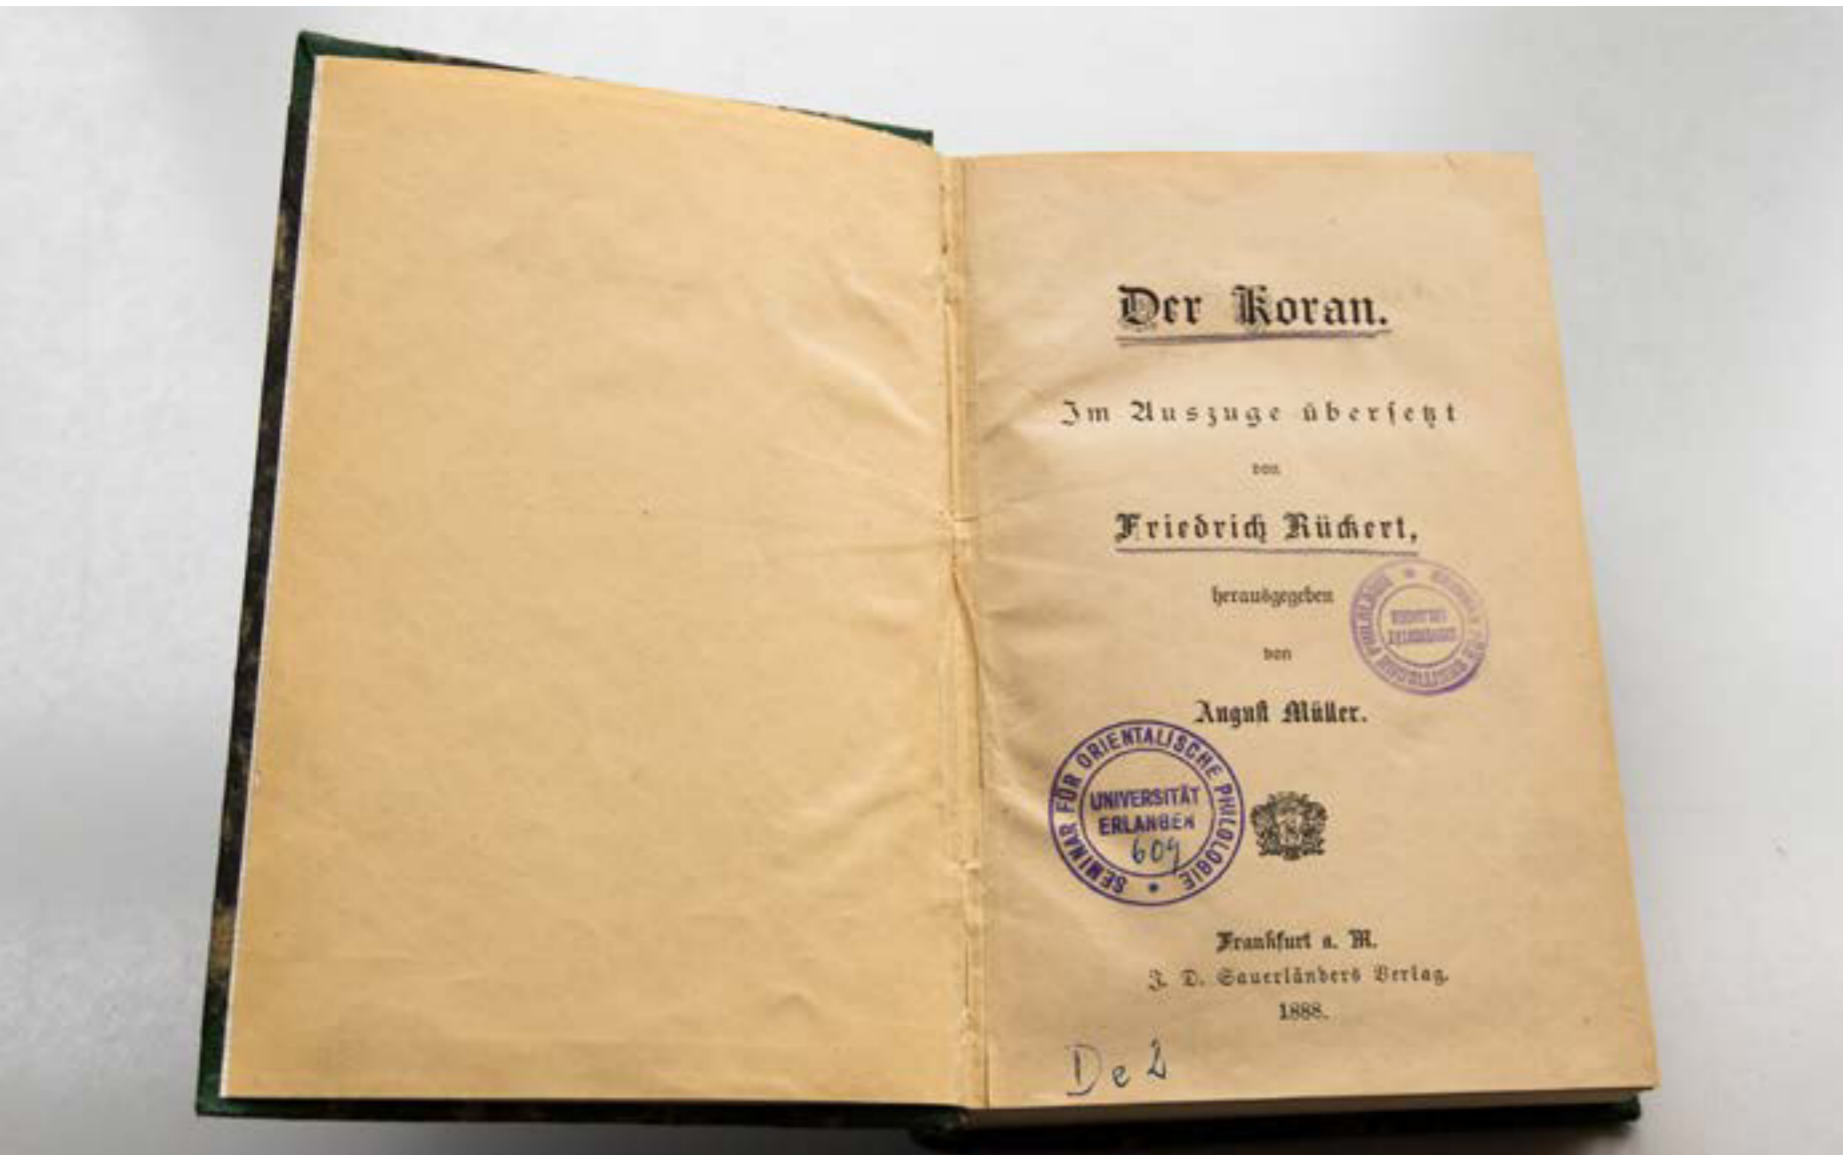 Der Koran.
Im Auszuge übersetzt
von
Friedrich Rückert,
herausgegeben
von
August Müller.
SEMINAR FÜR ORIENTALISCHE PHILOLOGIE
UNIVERSITÄT
ERLANGEN
609
Frankfurt a. M.
J. D. Sauerländers Verlag.
1888.
De 2